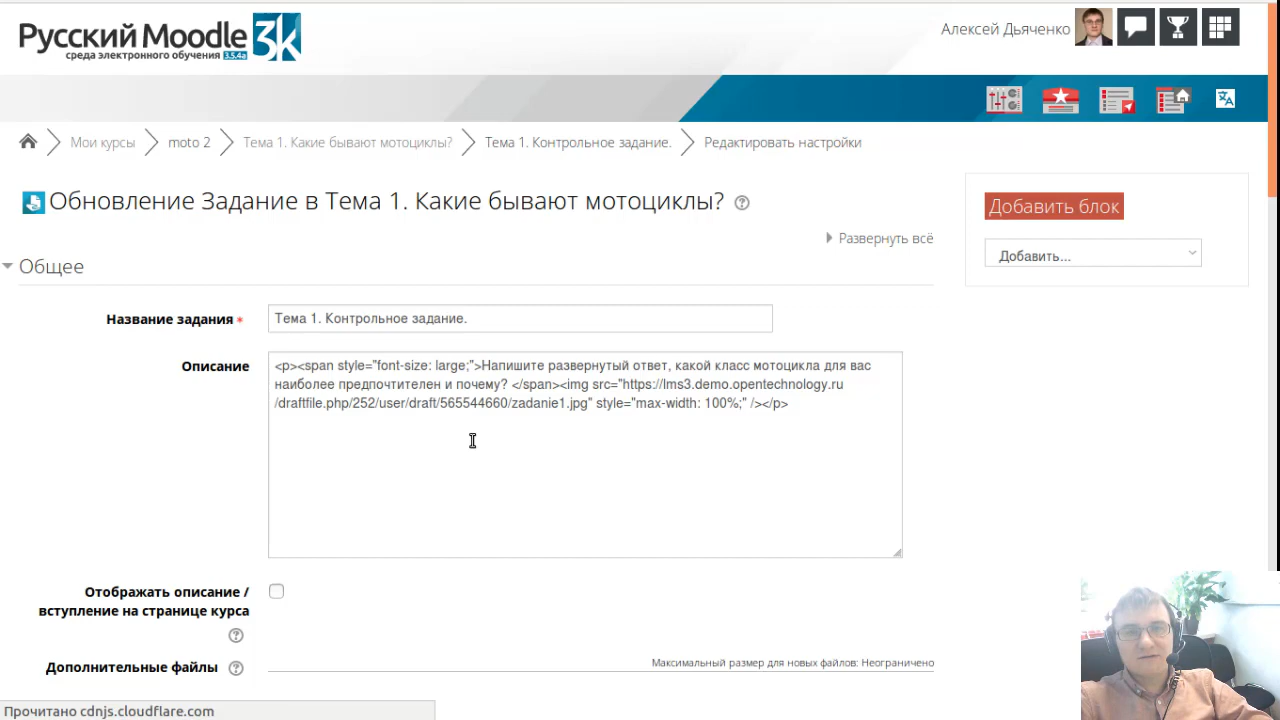 Русский Moodle 3k
среда электронного обучения 3.5.4a
Алексей Дьяченко
Мои курсы
moto 2
Тема 1. Какие бывают мотоциклы?
Тема 1. Контрольное задание.
Редактировать настройки
Обновление Задание в Тема 1. Какие бывают мотоциклы?
Развернуть всё
Добавить блок
Добавить...
Общее
Название задания
Тема 1. Контрольное задание.
Описание
<p><span style="font-size: large;">Напишите развернутый ответ, какой класс мотоцикла для вас
наиболее предпочтителен и почему? </span><img src="https://lms3.demo.opentechnology.ru
/draftfile.php/252/user/draft/565544660/zadanie1.jpg" style="max-width: 100%;" /></p>
Отображать описание /
вступление на странице курса
Дополнительные файлы
Максимальный размер для новых файлов: Неограничено
Прочитано cdnjs.cloudflare.com